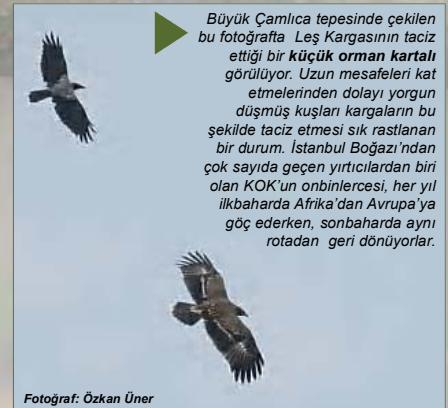 Büyük Çamlıca tepesinde çekilen
bu fotoğrafta Leş Kargasının taciz
ettiği bir küçük orman kartalı
görülüyor. Uzun mesafeleri kat
etmelerinden dolayı yorgun
düşmüş kuşları kargaların bu
şekilde taciz etmesi sık rastlanan
bir durum. İstanbul Boğazı'ndan
çok sayıda geçen yırtıcılardan biri
olan KOK'un onbinlercesi, her yıl
ilkbaharda Afrika'dan Avrupa'ya
göç ederken, sonbaharda aynı
rotadan geri dönüyorlar.
Fotoğraf: Özkan Üner